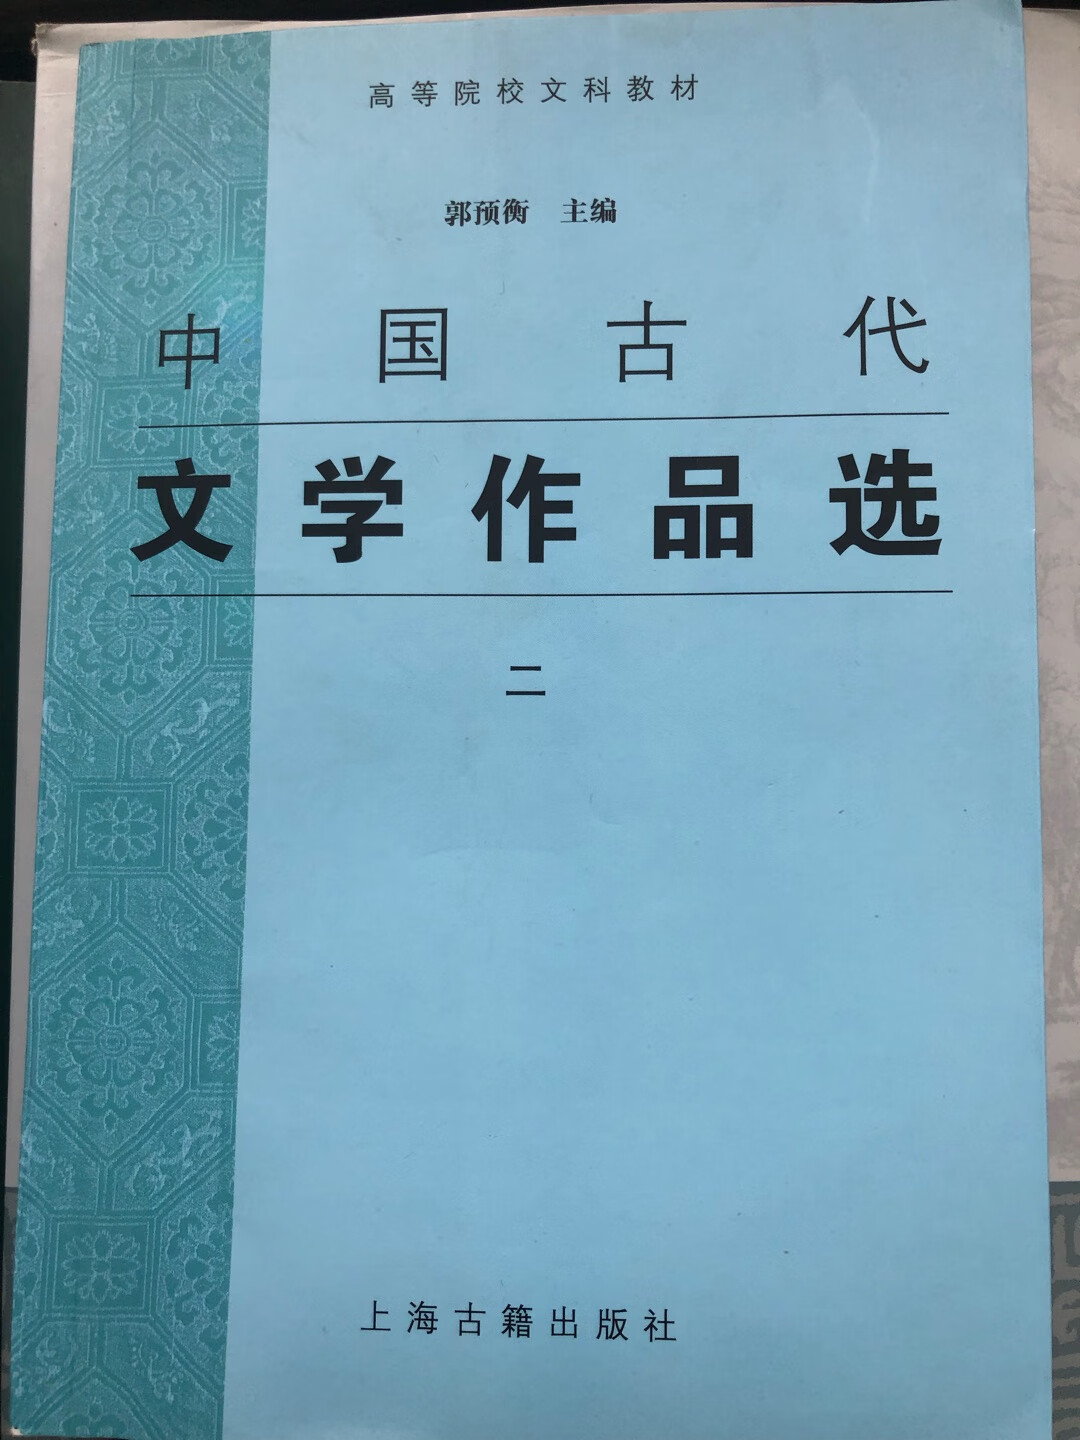 高等院校文科教材
郭预衡 主编
中国古代
文学作品选
二
上海古籍出版社